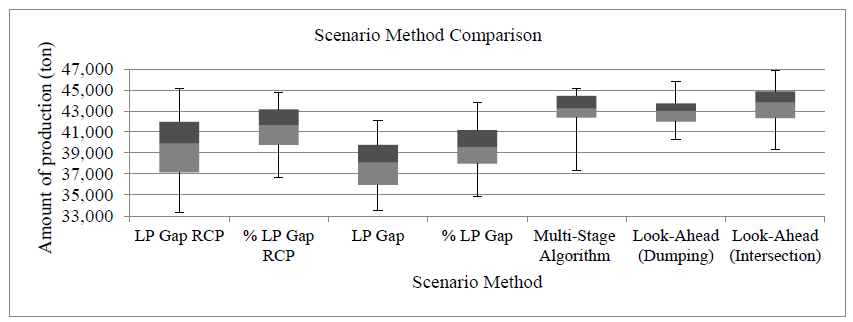 Scenario Method Comparison
Amount of production (ton)
47,000
45,000
43,000
41,000
39,000
37,000
35,000
33,000
LP Gap RCP
% LP Gap
RCP
LP Gap
% LP Gap
Multi-Stage
Algorithm
Look-Ahead
(Dumping)
Look-Ahead
(Intersection)
Scenario Method